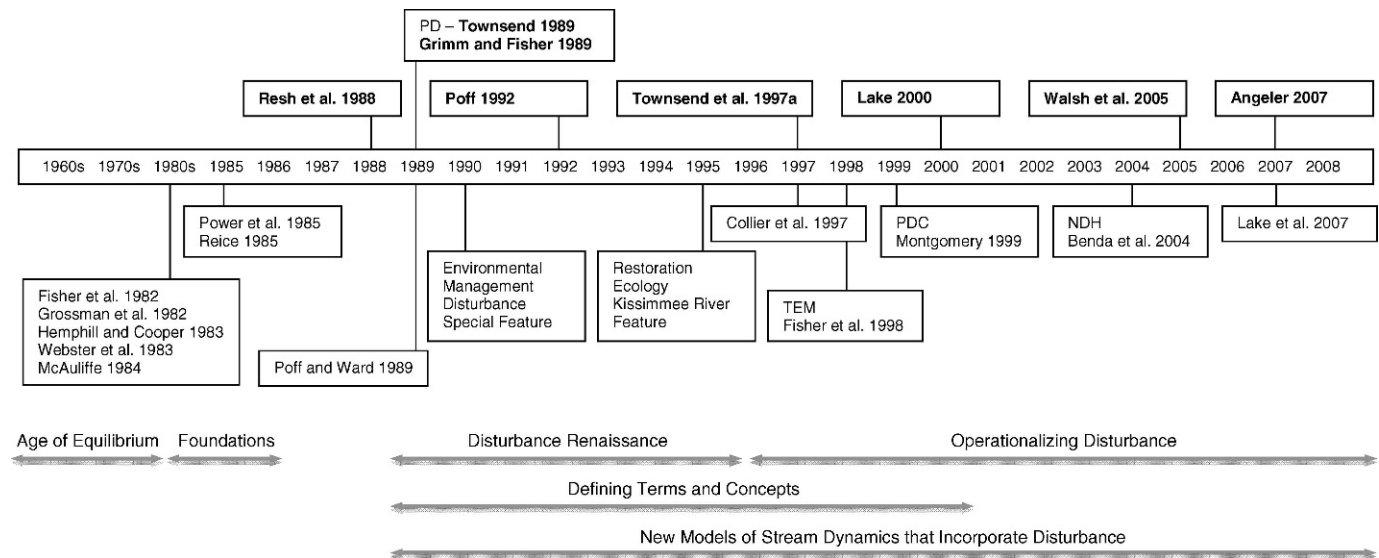 PD – Townsend 1989
Grimm and Fisher 1989
Resh et al. 1988
Poff 1992
Townsend et al. 1997a
Lake 2000
Walsh et al. 2005
Angeler 2007
1960s 1970s 1980s 1985 1986 1987 1988 1989 1990 1991 1992 1993 1994 1995 1996 1997 1998 1999 2000 2001 2002 2003 2004 2005 2006 2007 2008
Power et al. 1985
Reice 1985
Collier et al. 1997
PDC
Montgomery 1999
NDH
Benda et al. 2004
Lake et al. 2007
Fisher et al. 1982
Grossman et al. 1982
Hemphill and Cooper 1983
Webster et al. 1983
McAuliffe 1984
Poff and Ward 1989
Environmental
Management
Disturbance
Special Feature
Restoration
Ecology
Kissimmee River
Feature
TEM
Fisher et al. 1998
Age of Equilibrium
Foundations
Disturbance Renaissance
Operationalizing Disturbance
Defining Terms and Concepts
New Models of Stream Dynamics that Incorporate Disturbance